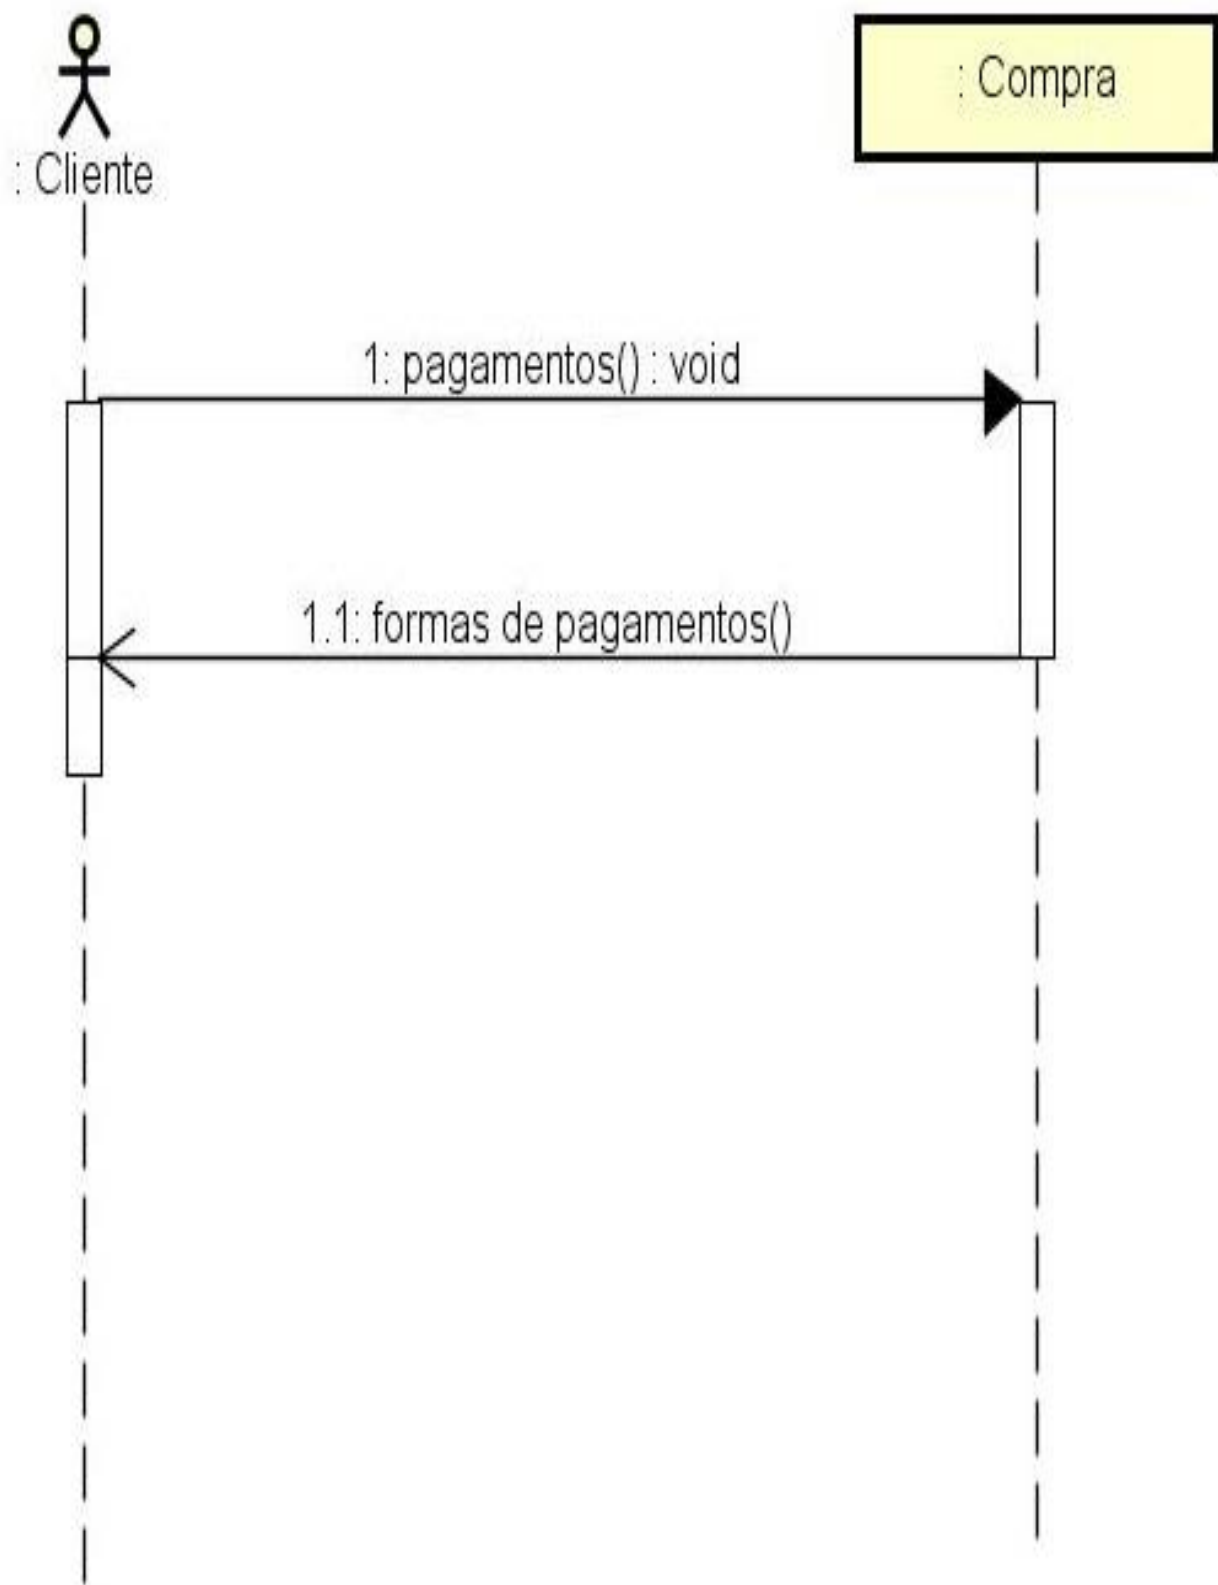 : Compra
: Cliente
1: pagamentos() : void
1.1: formas de pagamentos()